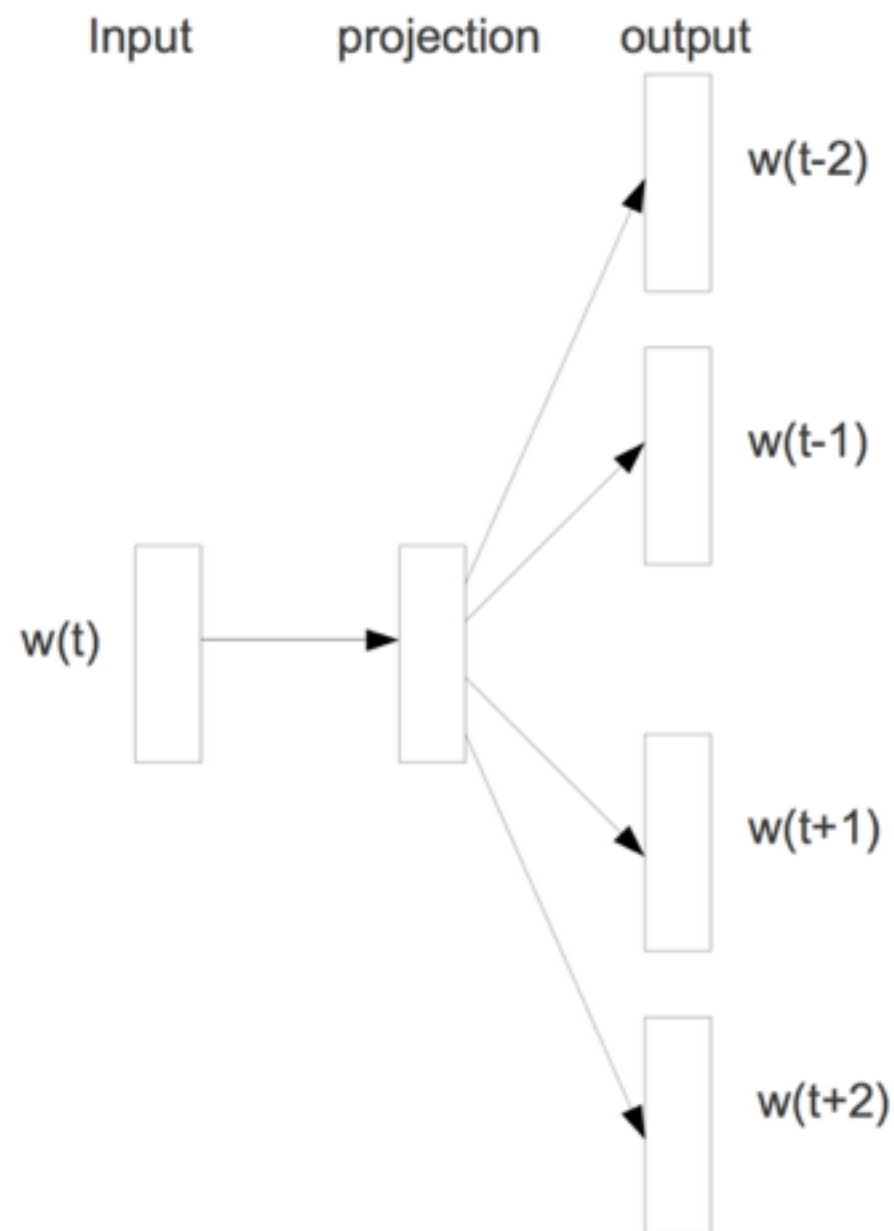 Input projection output
w(t-2)
w(t-1)
w(t)
w(t+1)
w(t+2)